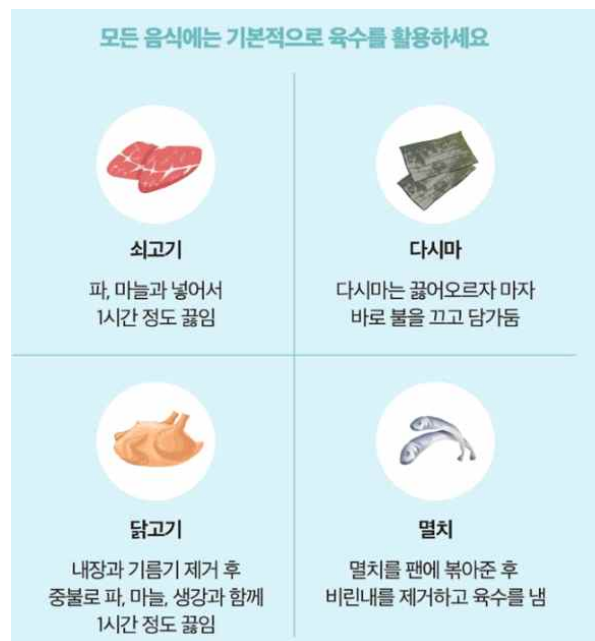 모든 음식에는 기본적으로 육수를 활용하세요
쇠고기
파, 마늘과 넣어서
1시간 정도 끓임
다시마
다시마는 끓어오르자 마자
바로 불을 끄고 담가둠
닭고기
내장과 기름기 제거 후
중불로 파, 마늘, 생강과 함께
1시간 정도 끓임
멸치
멸치를 팬에 볶아준 후
비린내를 제거하고 육수를 냄